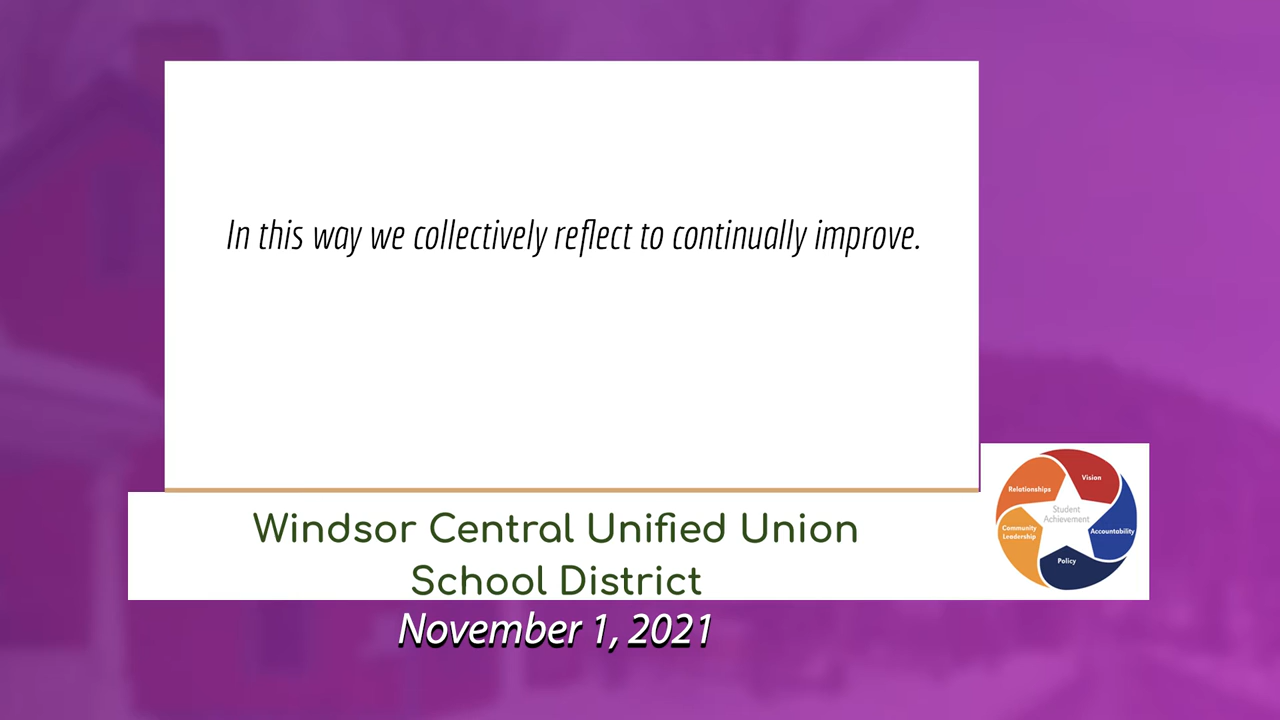 In this way we collectively reflect to continually improve.
Relationships
Vision
Student
Achievement
Community
Leadership
Accountability
Policy
Windsor Central Unified Union
School District
November 1, 2021